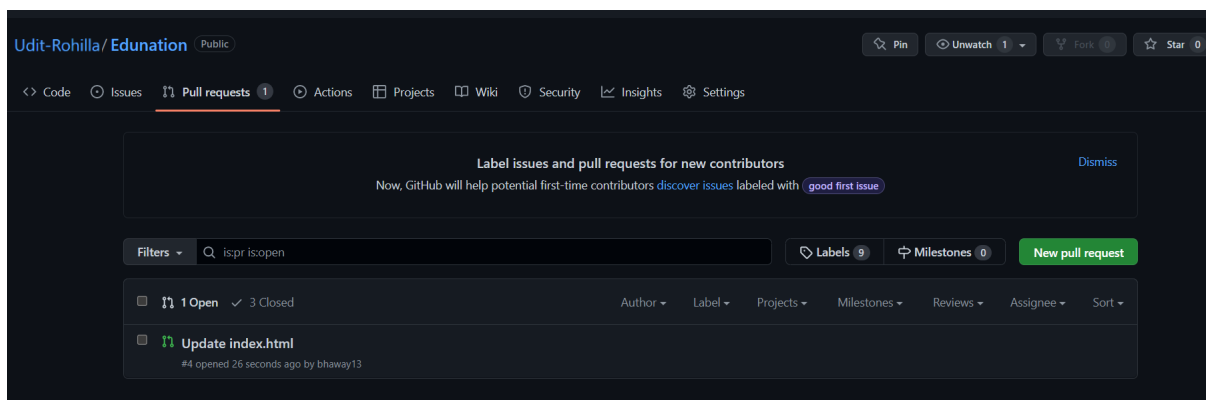 Udit-Rohilla/Edunation Public
Pin Unwatch 1 Fork 0 Star 0
Code Issues Pull requests 1 Actions Projects Wiki Security Insights Settings
Label issues and pull requests for new contributors
Dismiss
Now, GitHub will help potential first-time contributors discover issues labeled with good first issue
Filters is:pr is:open Labels 9 Milestones 0 New pull request
1 Open 3 Closed Author Label Projects Milestones Reviews Assignee Sort
Update index.html
#4 opened 26 seconds ago by bhaway13